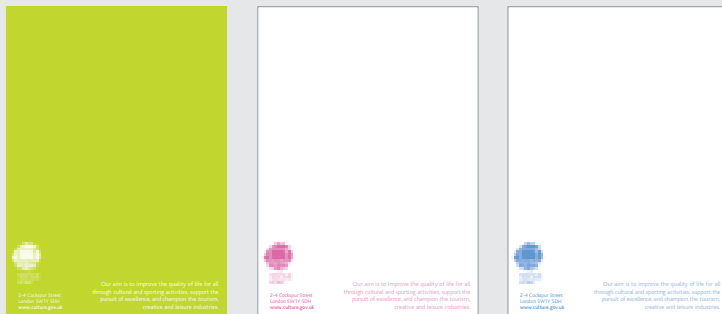 2-4 Cockspur Street
London SW1Y 5DH
www.culture.gov.uk
Our aim is to improve the quality of life for all
through cultural and sporting activities, support the
pursuit of excellence, and champion the tourism,
creative and leisure industries.
2-4 Cockspur Street
London SW1Y 5DH
www.culture.gov.uk
Our aim is to improve the quality of life for all
through cultural and sporting activities, support the
pursuit of excellence, and champion the tourism,
creative and leisure industries.
2-4 Cockspur Street
London SW1Y 5DH
www.culture.gov.uk
Our aim is to improve the quality of life for all
through cultural and sporting activities, support the
pursuit of excellence, and champion the tourism,
creative and leisure industries.